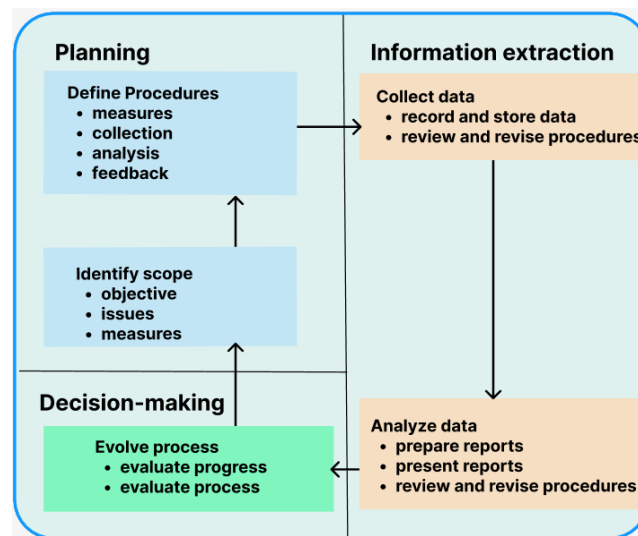 Planning
Define Procedures
• measures
• collection
• analysis
• feedback
Identify scope
• objective
• issues
• measures
Information extraction
Collect data
• record and store data
• review and revise procedures
Analyze data
• prepare reports
• present reports
• review and revise procedures
Decision-making
Evolve process
• evaluate progress
• evaluate process